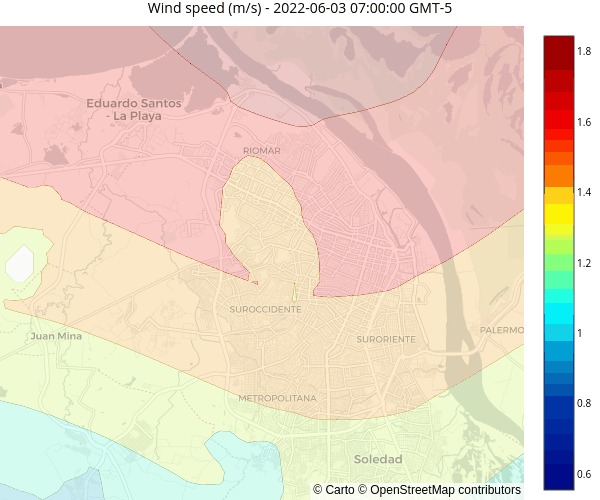 Wind speed (m/s) - 2022-06-03 07:00:00 GMT-5
1.8
Eduardo Santos
- La Playa
1.6
RIOMAR
1.4
1.2
SUROCCIDENTE
PALERMO
1
Juan Mina
SURORIENTE
0.8
METROPOLITANA
Soledad
0.6
© Carto © OpenStreetMap contributors